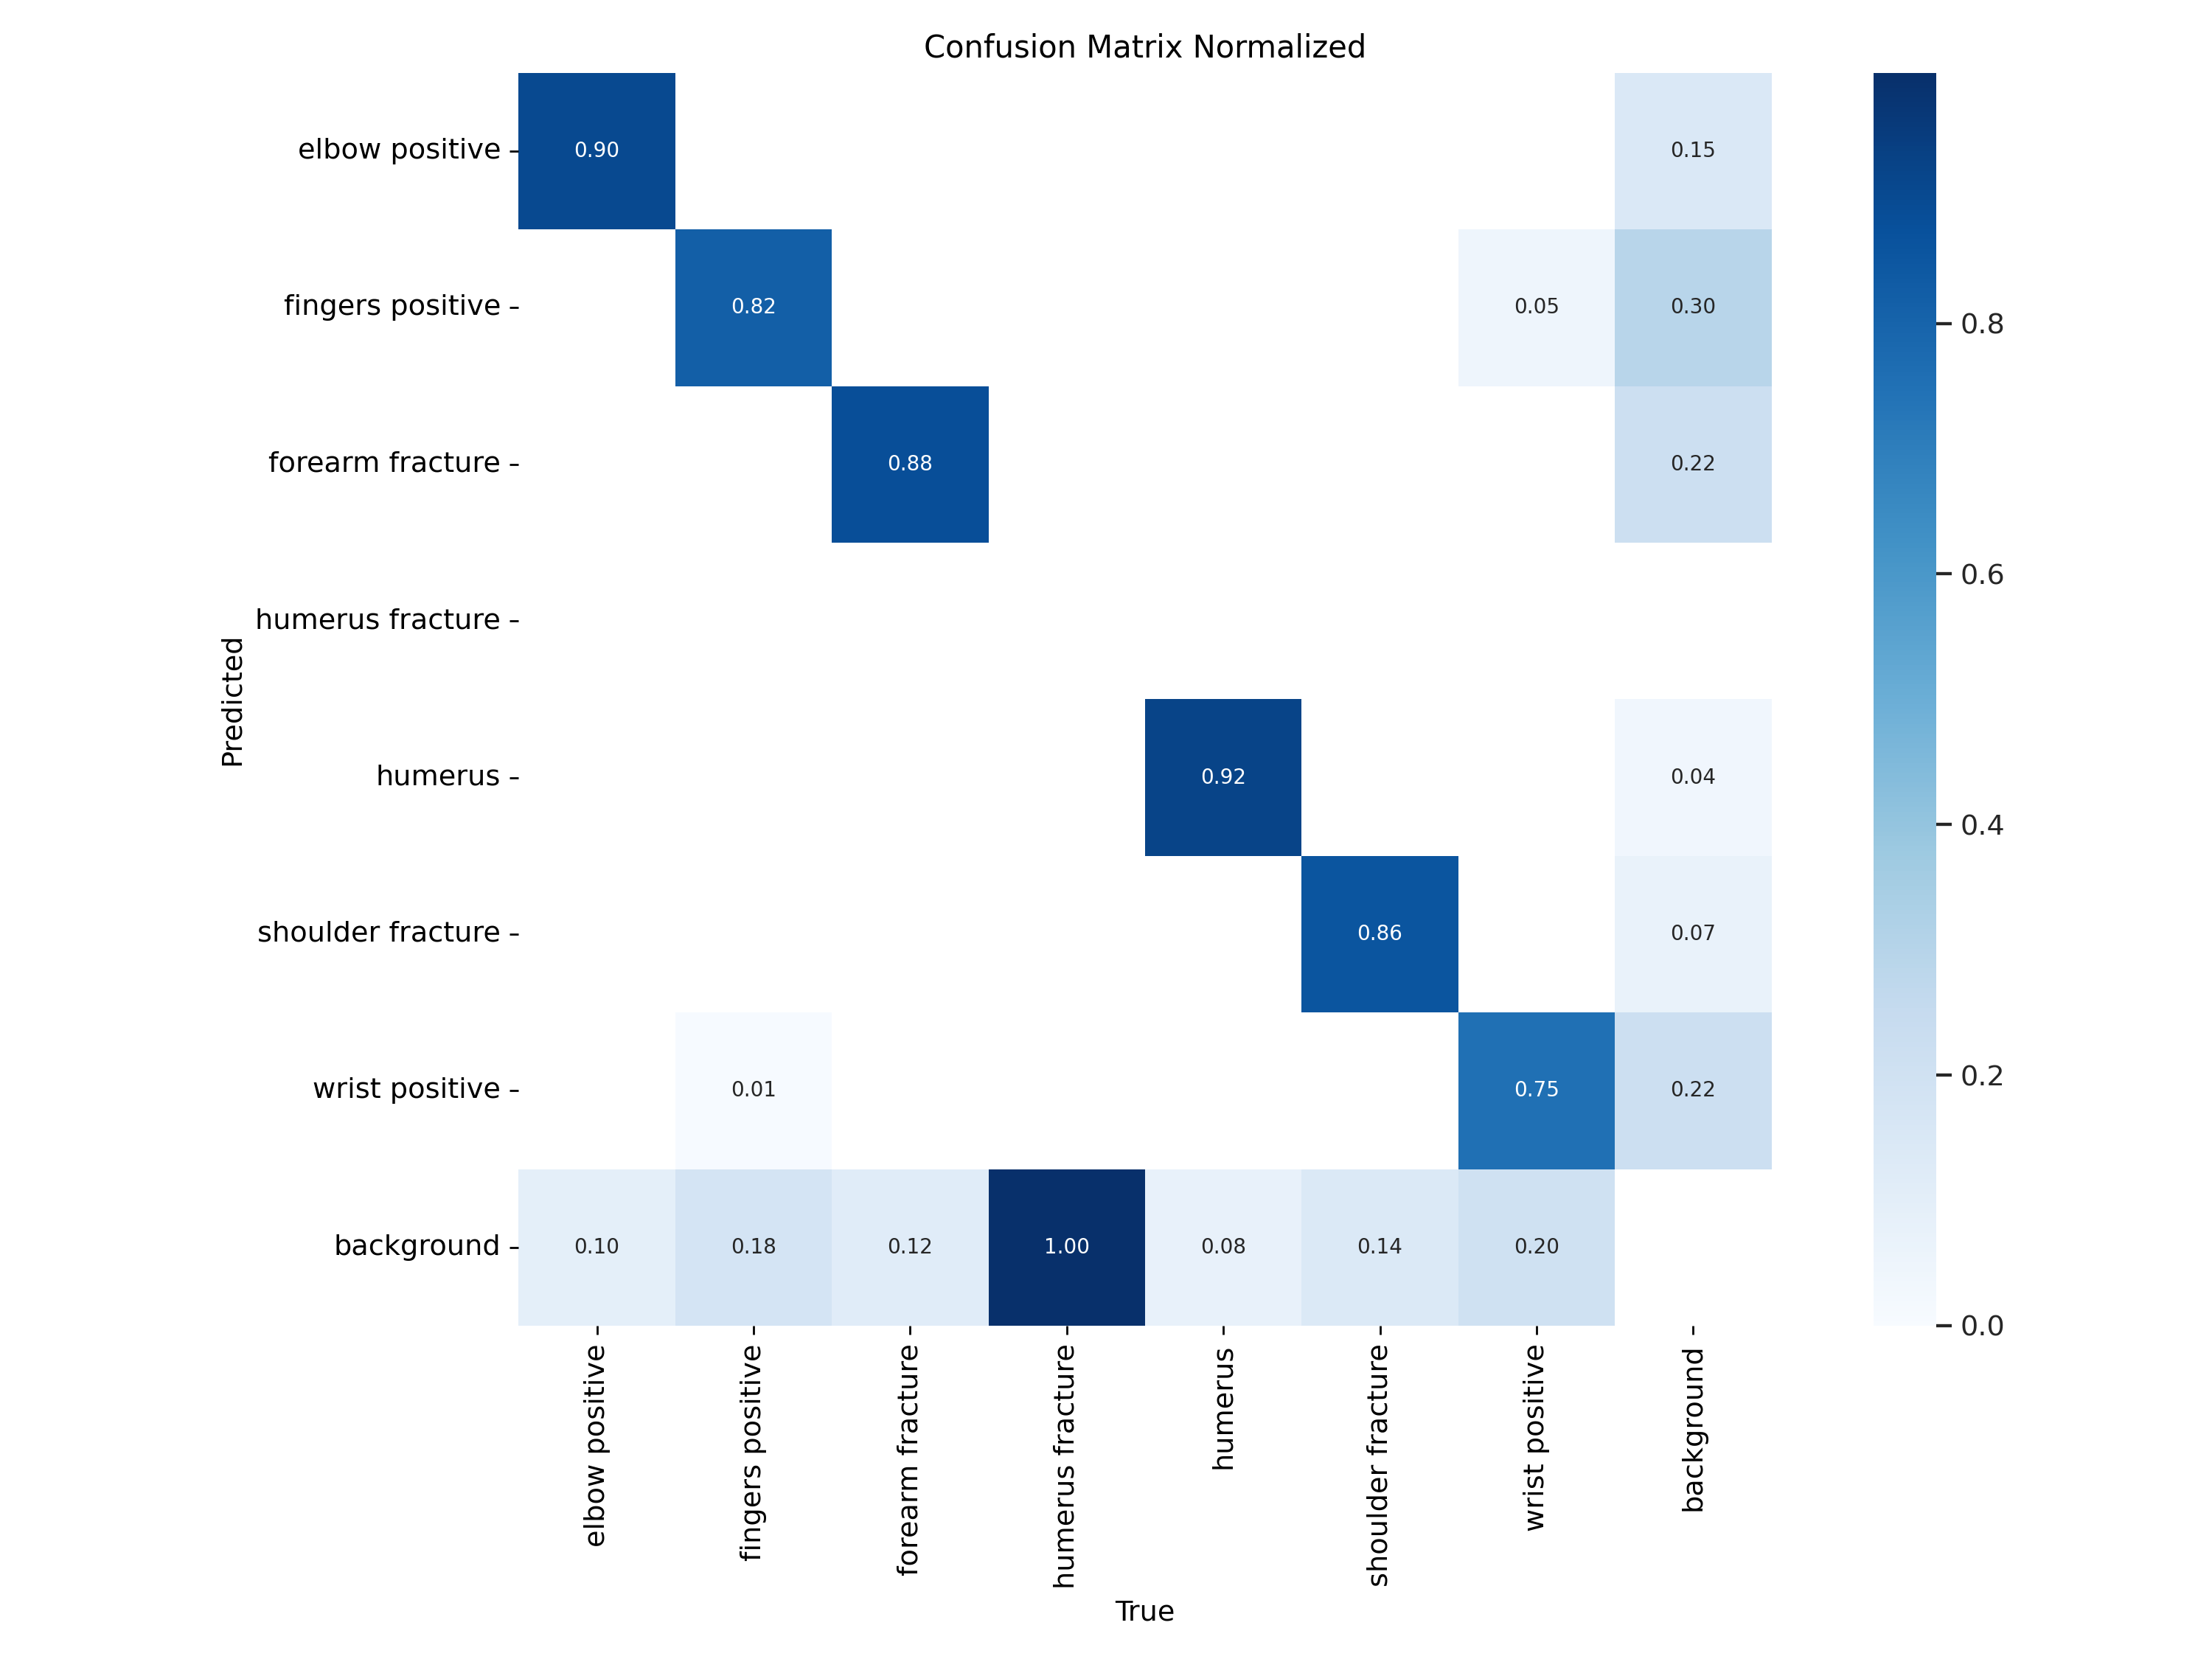 Confusion Matrix Normalized
elbow positive
0.90
0.15
fingers positive
0.82
0.05
0.30
0.8
forearm fracture
0.88
0.22
0.6
humerus fracture
Predicted
humerus
0.92
0.04
0.4
shoulder fracture
0.86
0.07
wrist positive
0.01
0.75
0.22
0.2
background
0.10
0.18
0.12
1.00
0.08
0.14
0.20
0.0
elbow positive
fingers positive
forearm fracture
humerus fracture
humerus
shoulder fracture
wrist positive
background
True